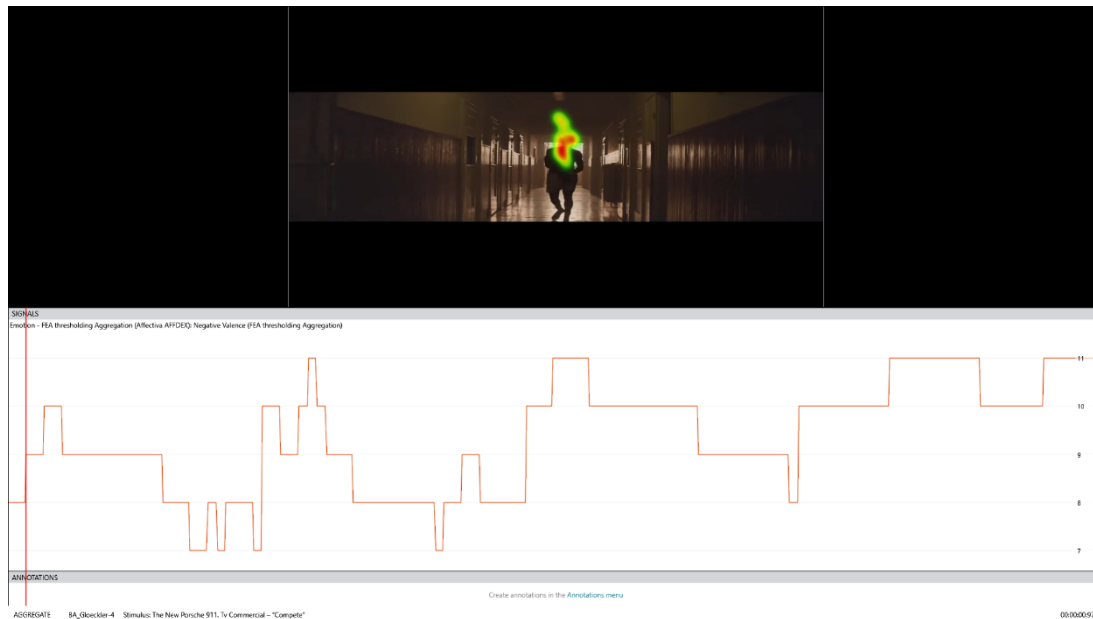 SIGNALS
Emotion - FEA thresholding Aggregation [Affectiva AFFDEX]: Negative Valence (FEA thresholding Aggregation)
11
10
9
8
7
ANNOTATIONS
Create annotations in the Annotations menu
AGGREGATE BA_Gloeckler-4 Stimulus: The New Porsche 911. Tv Commercial – "Compete"